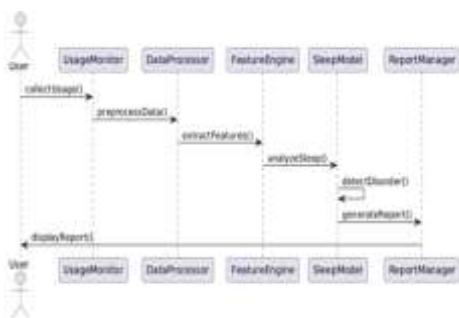 User
UsageMonitor DataProcessor FeatureEngine SleepModel ReportManager
collectUsage()
preprocessData()
extractFeatures()
analyzeSleep()
detectDisorder()
generateReport()
displayReport()
User
UsageMonitor DataProcessor FeatureEngine SleepModel ReportManager